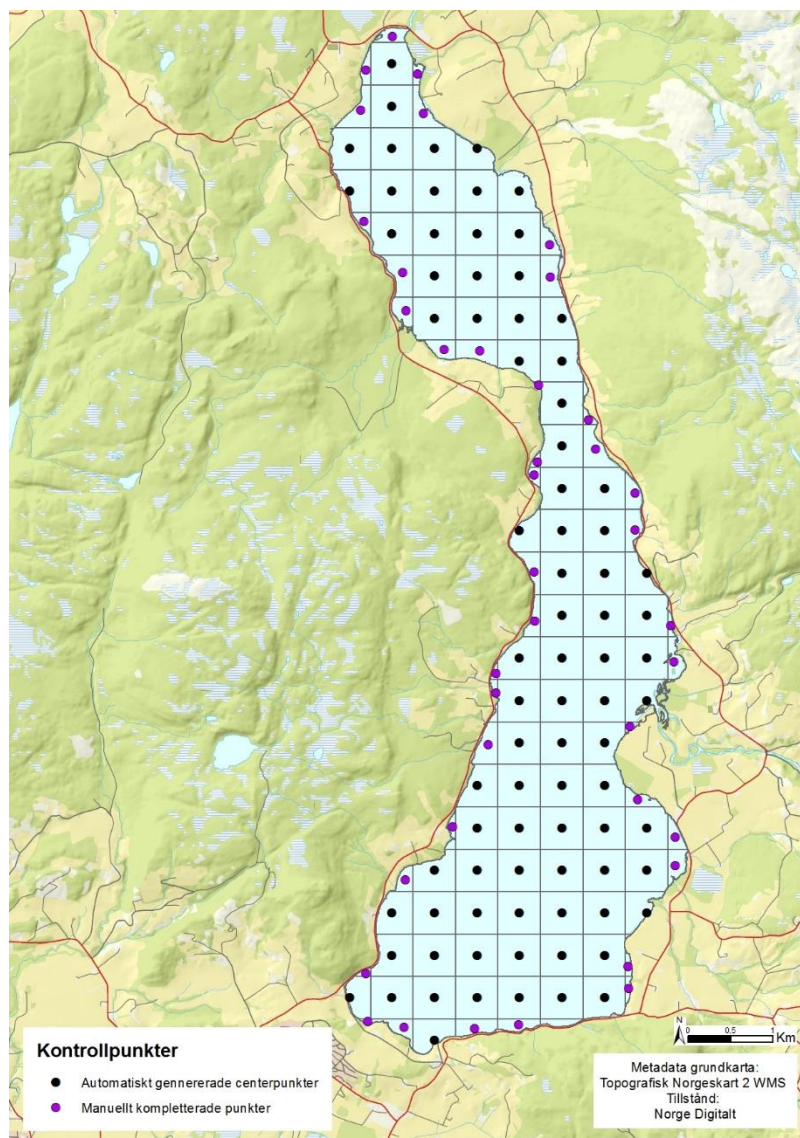 Kontrollpunkter
Automatiskt gennererade centerpunkter
Manuellt kompletterade punkter
N
0 0.5 1
Km
Metadata grundkarta:
Topografisk Norgeskart 2 WMS
Tillstånd:
Norge Digitalt